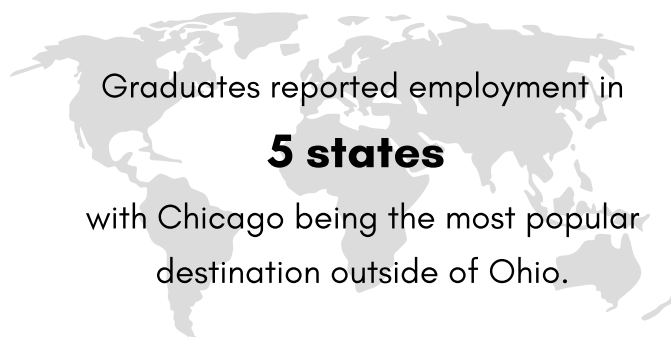 Graduates reported employment in
5 states
with Chicago being the most popular
destination outside of Ohio.